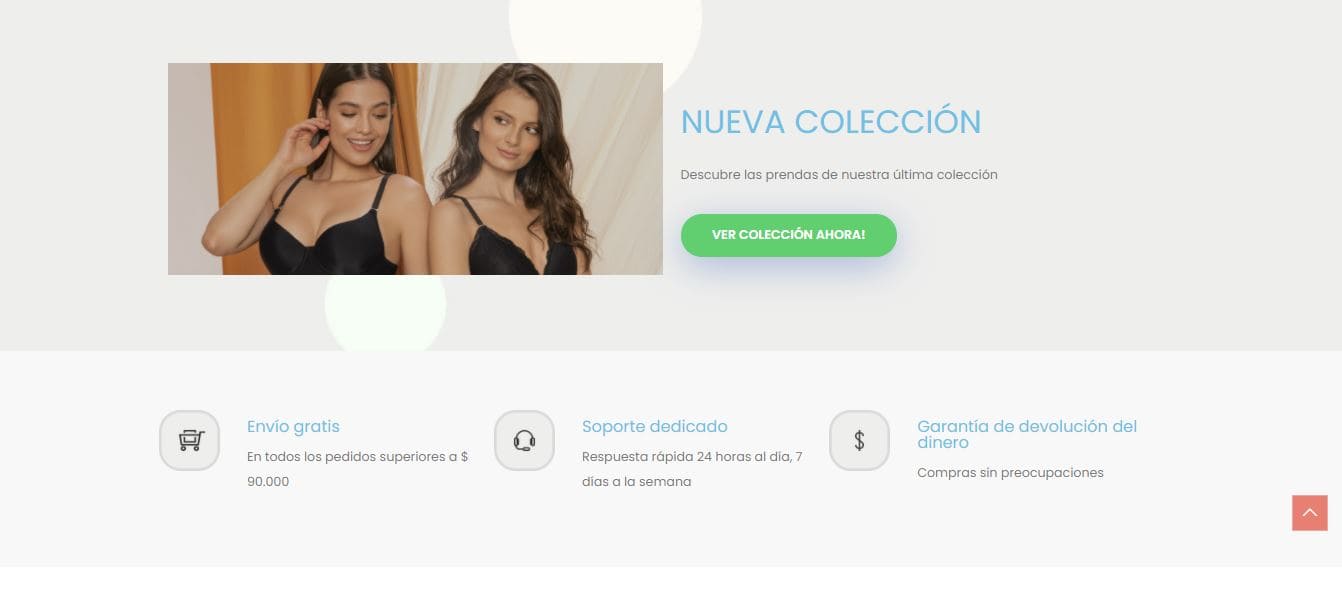 NUEVA COLECCIÓN
Descubre las prendas de nuestra última colección
VER COLECCIÓN AHORA!
Envío gratis
En todos los pedidos superiores a $
90.000
Soporte dedicado
Respuesta rápida 24 horas al día, 7
días a la semana
Garantía de devolución del
dinero
Compras sin preocupaciones